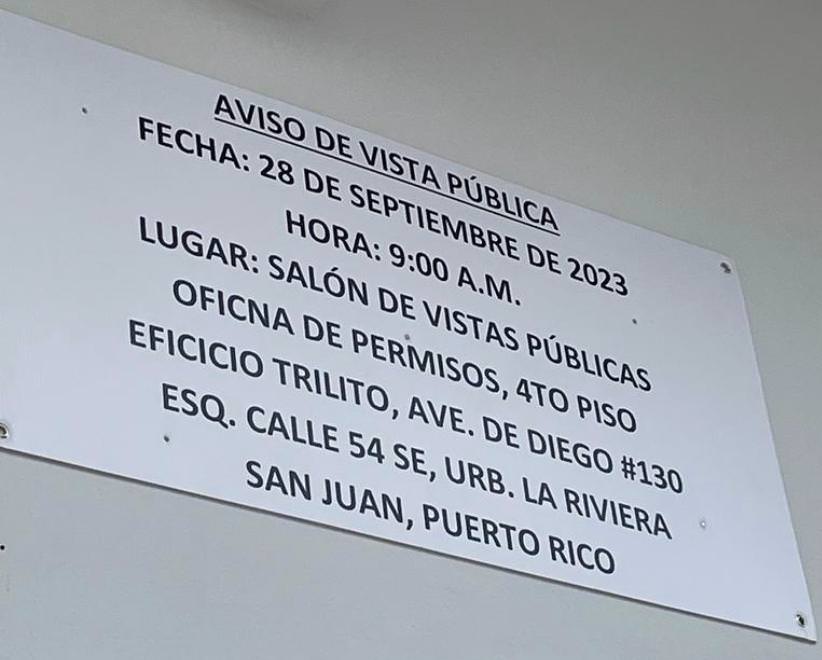 AVISO DE VISTA PÚBLICA
FECHA: 28 DE SEPTIEMBRE DE 2023
HORA: 9:00 A.M.
LUGAR: SALÓN DE VISTAS PÚBLICAS
OFICNA DE PERMISOS, 4TO PISO
EFICICIO TRILITO, AVE. DE DIEGO #130
ESQ. CALLE 54 SE, URB. LA RIVIERA
SAN JUAN, PUERTO RICO